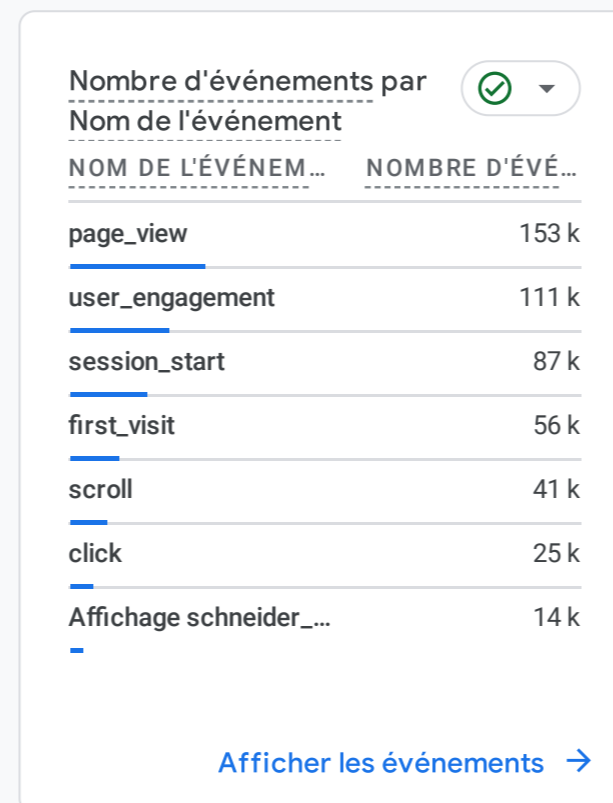 Nombre d'événements par
Nom de l'événement
NOM DE L'ÉVÉNEM… NOMBRE D'ÉVÉ…
page_view 153 k
user_engagement 111 k
session_start 87 k
first_visit 56 k
scroll 41 k
click 25 k
Affichage schneider_… 14 k
Afficher les événements →